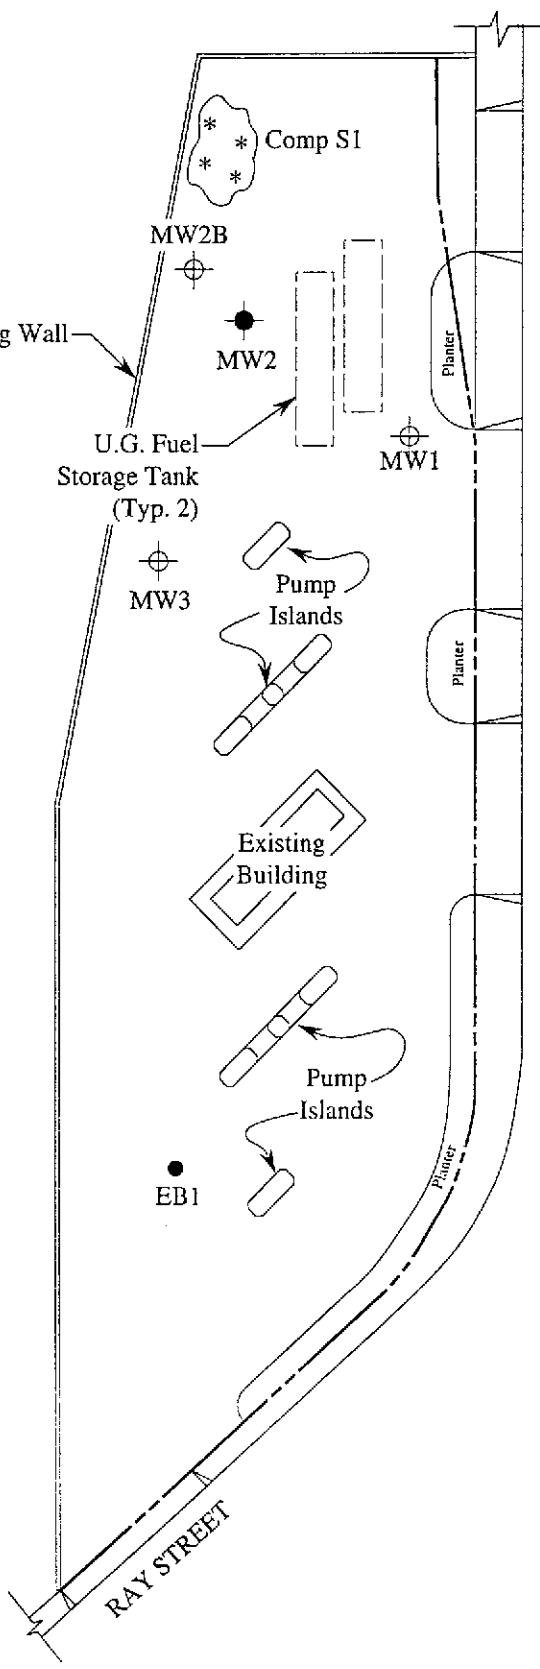 Comp S1
MW2B
Wall
MW2
Planter
U.G. Fuel
Storage Tank
(Typ. 2)
MW1
MW3
Pump
Islands
Planter
Existing
Building
Pump
Islands
Planter
EB1
RAY STREET